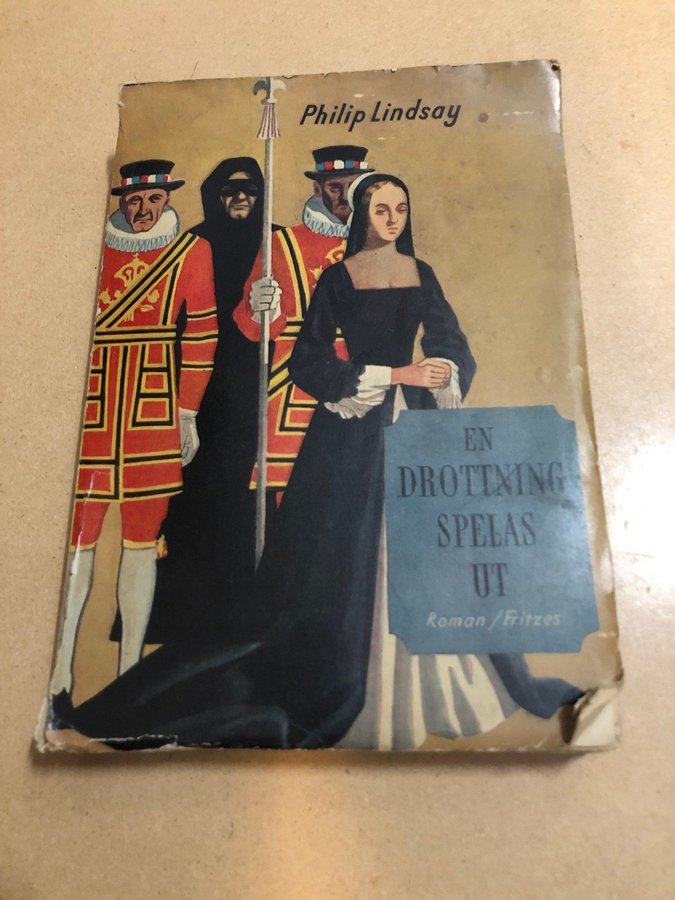 Philip Lindsay
EN
DROTTNING
SPELAS
UT
Roman/Fritzes